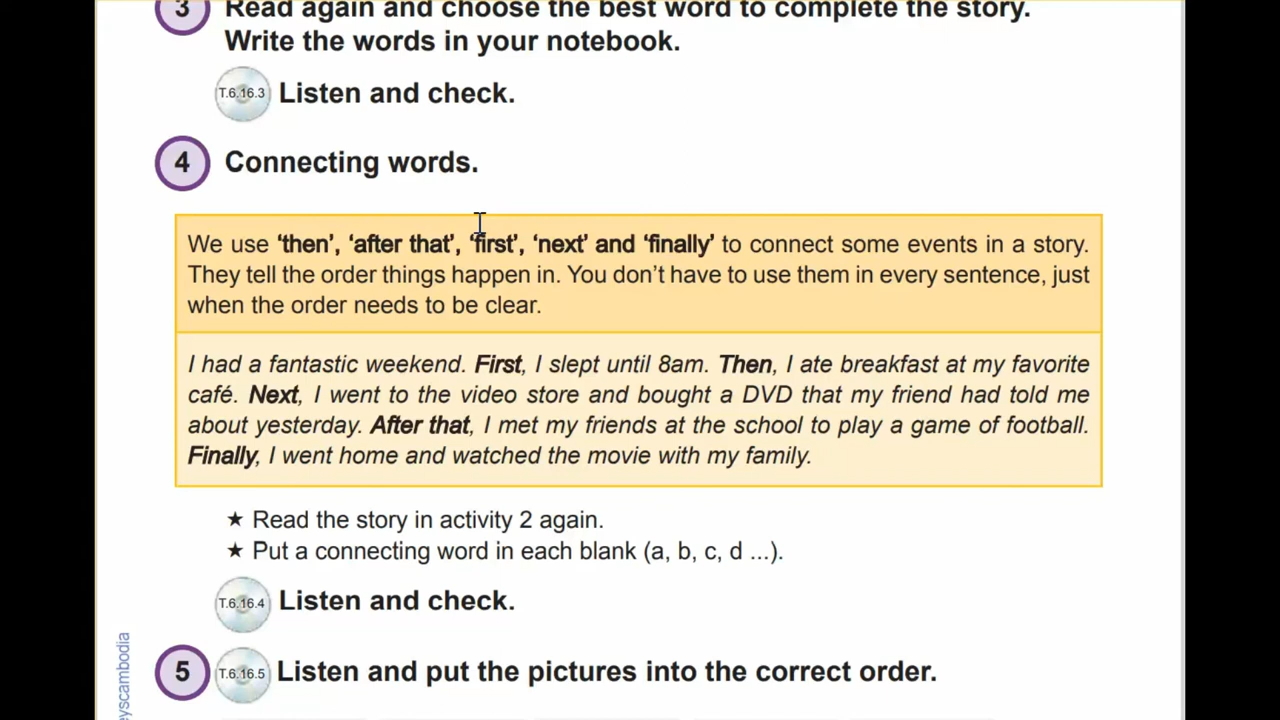 3 Read again and choose the best word to complete the story.
Write the words in your notebook.
T.6.16.3 Listen and check.
4 Connecting words.
We use ‘then’, ‘after that’, ‘first’, ‘next’ and ‘finally’ to connect some events in a story.
They tell the order things happen in. You don’t have to use them in every sentence, just
when the order needs to be clear.
I had a fantastic weekend. First, I slept until 8am. Then, I ate breakfast at my favorite
café. Next, I went to the video store and bought a DVD that my friend had told me
about yesterday. After that, I met my friends at the school to play a game of football.
Finally, I went home and watched the movie with my family.
★ Read the story in activity 2 again.
★ Put a connecting word in each blank (a, b, c, d ...).
T.6.16.4 Listen and check.
5 T.6.16.5 Listen and put the pictures into the correct order.